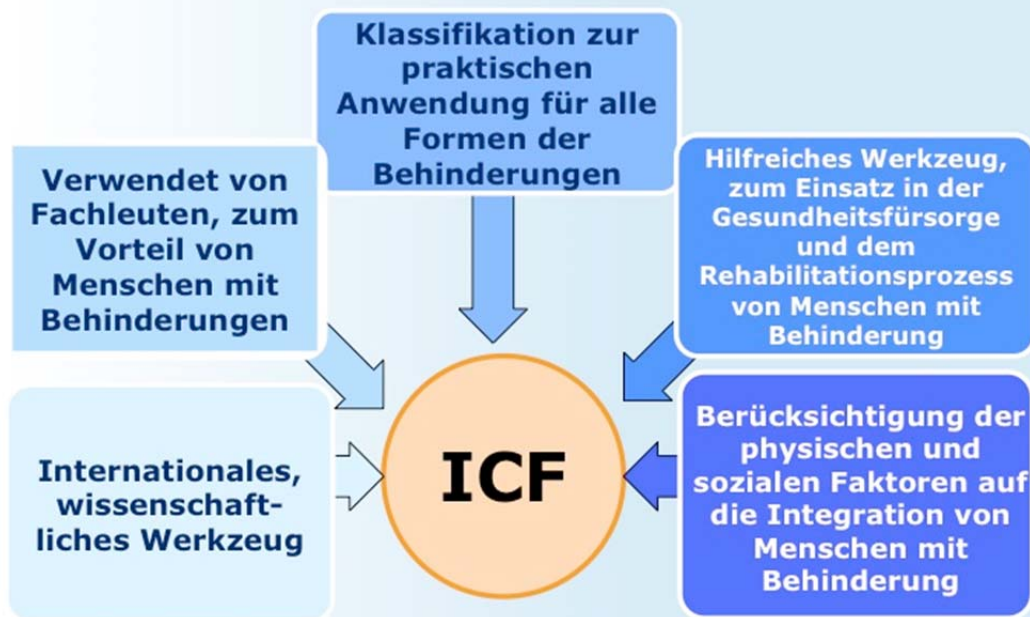 Klassifikation zur
praktischen
Anwendung für alle
Formen der
Behinderungen
Verwendet von
Fachleuten, zum
Vorteil von
Menschen mit
Behinderungen
Hilfreiches Werkzeug,
zum Einsatz in der
Gesundheitsfürsorge
und dem
Rehabilitationsprozess
von Menschen mit
Behinderung
Internationales,
wissenschaft-
liches Werkzeug
ICF
Berücksichtigung der
physischen und
sozialen Faktoren auf
die Integration von
Menschen mit
Behinderung